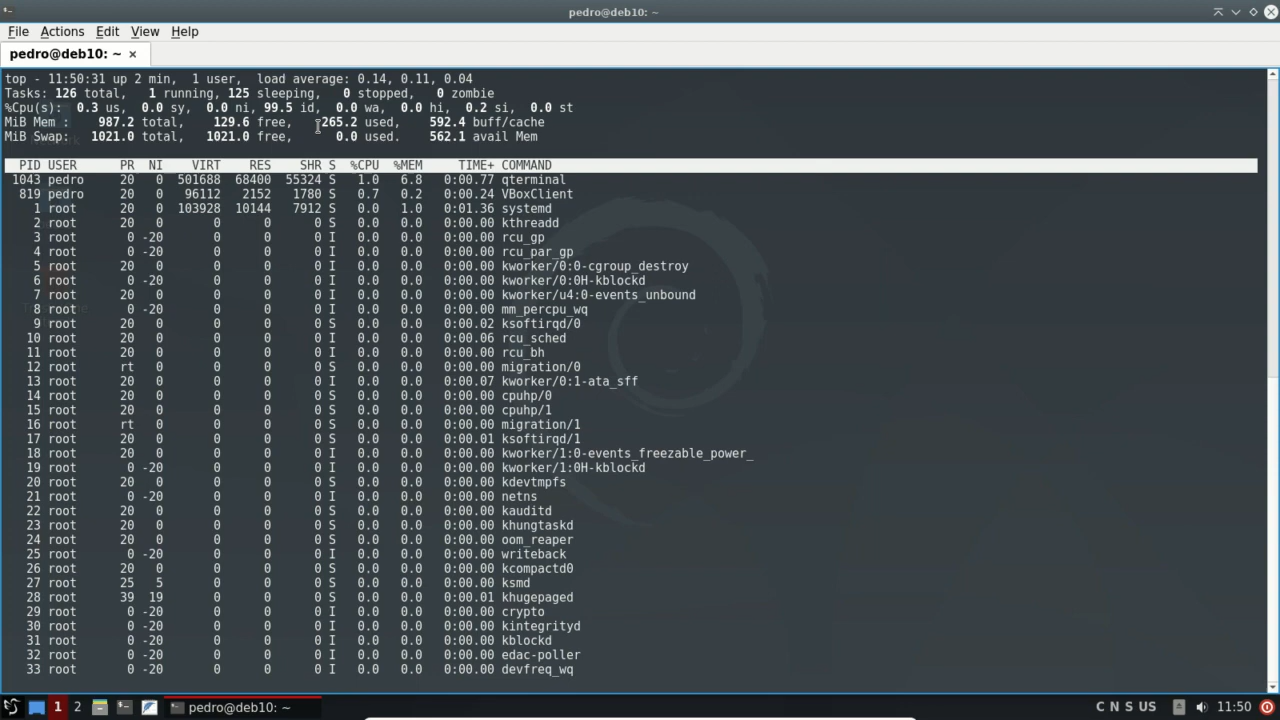 pedro@deb10: ~
File Actions Edit View Help
pedro@deb10: ~ ×
top - 11:50:31 up 2 min, 1 user, load average: 0.14, 0.11, 0.04
Tasks: 126 total, 1 running, 125 sleeping, 0 stopped, 0 zombie
%Cpu(s): 0.3 us, 0.0 sy, 0.0 ni, 99.5 id, 0.0 wa, 0.0 hi, 0.2 si, 0.0 st
MiB Mem : 987.2 total, 129.6 free, 265.2 used, 592.4 buff/cache
MiB Swap: 1021.0 total, 1021.0 free, 0.0 used. 562.1 avail Mem
PID USER PR NI VIRT RES SHR S %CPU %MEM TIME+ COMMAND
1043 pedro 20 0 501688 68400 55324 S 1.0 6.8 0:00.77 qterminal
819 pedro 20 0 96112 2152 1780 S 0.7 0.2 0:00.24 VBoxClient
1 root 20 0 103928 10144 7912 S 0.0 1.0 0:01.36 systemd
2 root 20 0 0 0 0 S 0.0 0.0 0:00.00 kthreadd
3 root 0 -20 0 0 0 I 0.0 0.0 0:00.00 rcu_gp
4 root 0 -20 0 0 0 I 0.0 0.0 0:00.00 rcu_par_gp
5 root 20 0 0 0 0 I 0.0 0.0 0:00.00 kworker/0:0-cgroup_destroy
6 root 0 -20 0 0 0 I 0.0 0.0 0:00.00 kworker/0:0H-kblockd
7 root 20 0 0 0 0 I 0.0 0.0 0:00.00 kworker/u4:0-events_unbound
8 root 0 -20 0 0 0 I 0.0 0.0 0:00.00 mm_percpu_wq
9 root 20 0 0 0 0 S 0.0 0.0 0:00.02 ksoftirqd/0
10 root 20 0 0 0 0 I 0.0 0.0 0:00.06 rcu_sched
11 root 20 0 0 0 0 I 0.0 0.0 0:00.00 rcu_bh
12 root rt 0 0 0 0 S 0.0 0.0 0:00.00 migration/0
13 root 20 0 0 0 0 I 0.0 0.0 0:00.07 kworker/0:1-ata_sff
14 root 20 0 0 0 0 S 0.0 0.0 0:00.00 cpuhp/0
15 root 20 0 0 0 0 S 0.0 0.0 0:00.00 cpuhp/1
16 root rt 0 0 0 0 S 0.0 0.0 0:00.00 migration/1
17 root 20 0 0 0 0 S 0.0 0.0 0:00.01 ksoftirqd/1
18 root 20 0 0 0 0 I 0.0 0.0 0:00.00 kworker/1:0-events_freezable_power_
19 root 0 -20 0 0 0 I 0.0 0.0 0:00.00 kworker/1:0H-kblockd
20 root 20 0 0 0 0 S 0.0 0.0 0:00.00 kdevtmpfs
21 root 0 -20 0 0 0 I 0.0 0.0 0:00.00 netns
22 root 20 0 0 0 0 S 0.0 0.0 0:00.00 kauditd
23 root 20 0 0 0 0 S 0.0 0.0 0:00.00 khungtaskd
24 root 20 0 0 0 0 S 0.0 0.0 0:00.00 oom_reaper
25 root 0 -20 0 0 0 I 0.0 0.0 0:00.00 writeback
26 root 20 0 0 0 0 S 0.0 0.0 0:00.00 kcompactd0
27 root 25 5 0 0 0 S 0.0 0.0 0:00.00 ksmd
28 root 39 19 0 0 0 S 0.0 0.0 0:00.01 khugepaged
29 root 0 -20 0 0 0 I 0.0 0.0 0:00.00 crypto
30 root 0 -20 0 0 0 I 0.0 0.0 0:00.00 kintegrityd
31 root 0 -20 0 0 0 I 0.0 0.0 0:00.00 kblockd
32 root 0 -20 0 0 0 I 0.0 0.0 0:00.00 edac-poller
33 root 0 -20 0 0 0 I 0.0 0.0 0:00.00 devfreq_wq
1 2 pedro@deb10: ~ C N S US 11:50